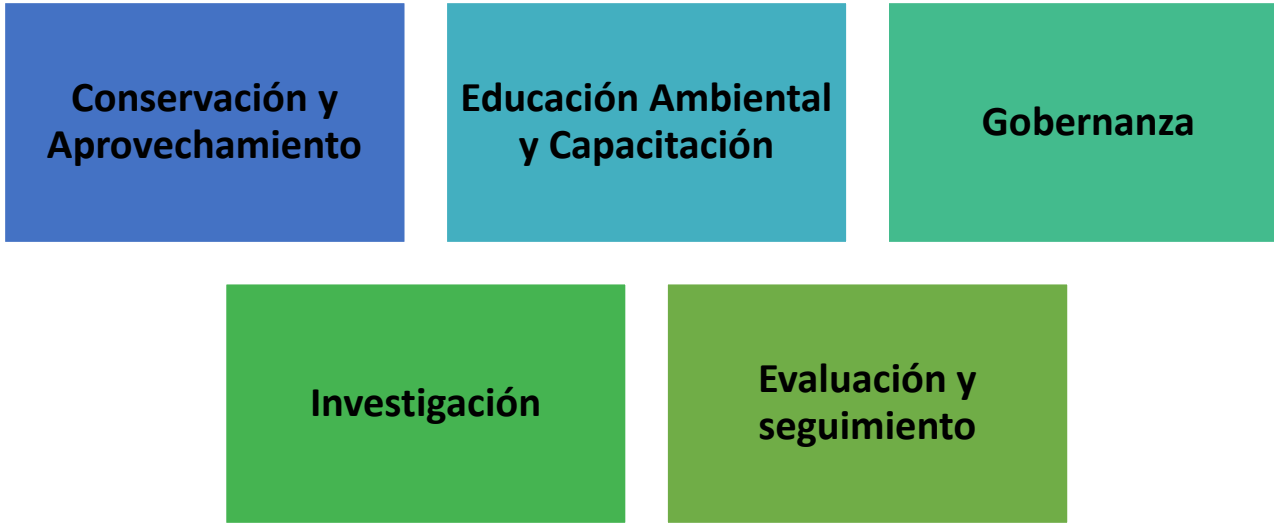 Conservación y
Aprovechamiento
Educación Ambiental
y Capacitación
Gobernanza
Investigación
Evaluación y
seguimiento